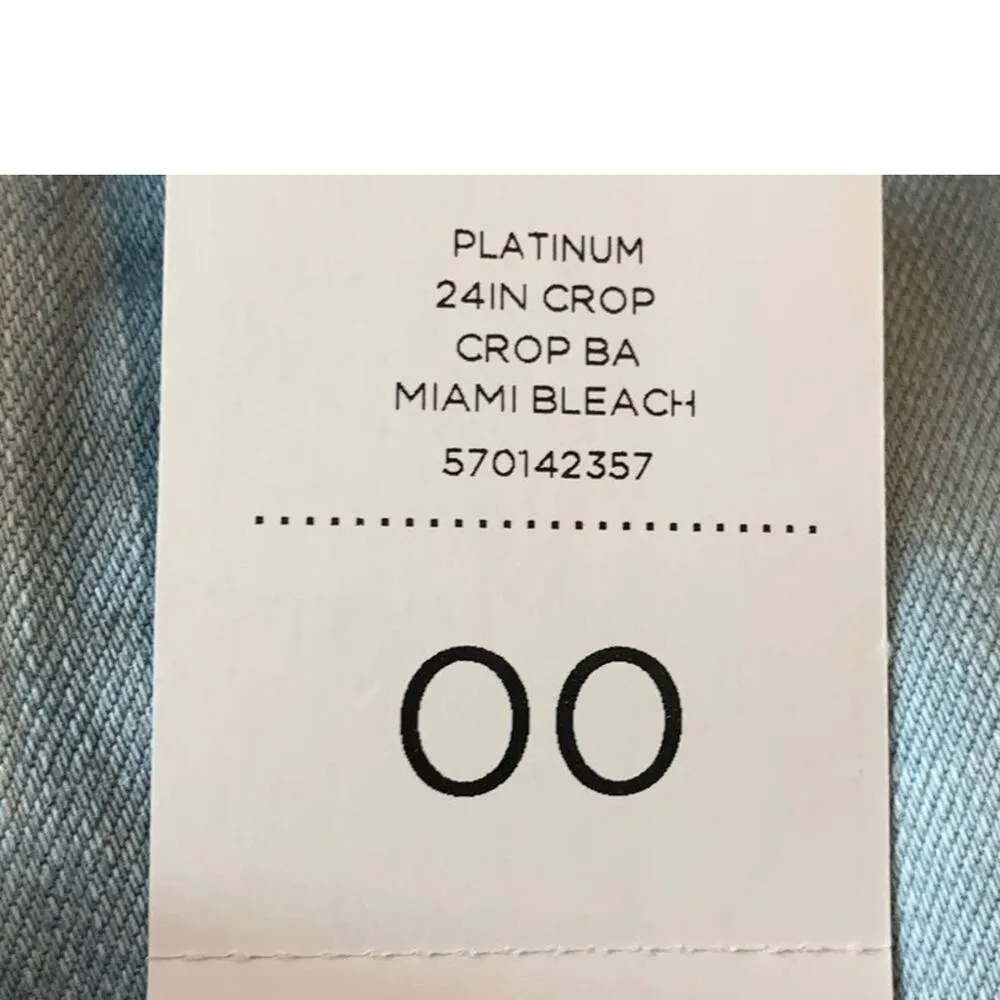 PLATINUM
24IN CROP
CROP BA
MIAMI BLEACH
570142357
00